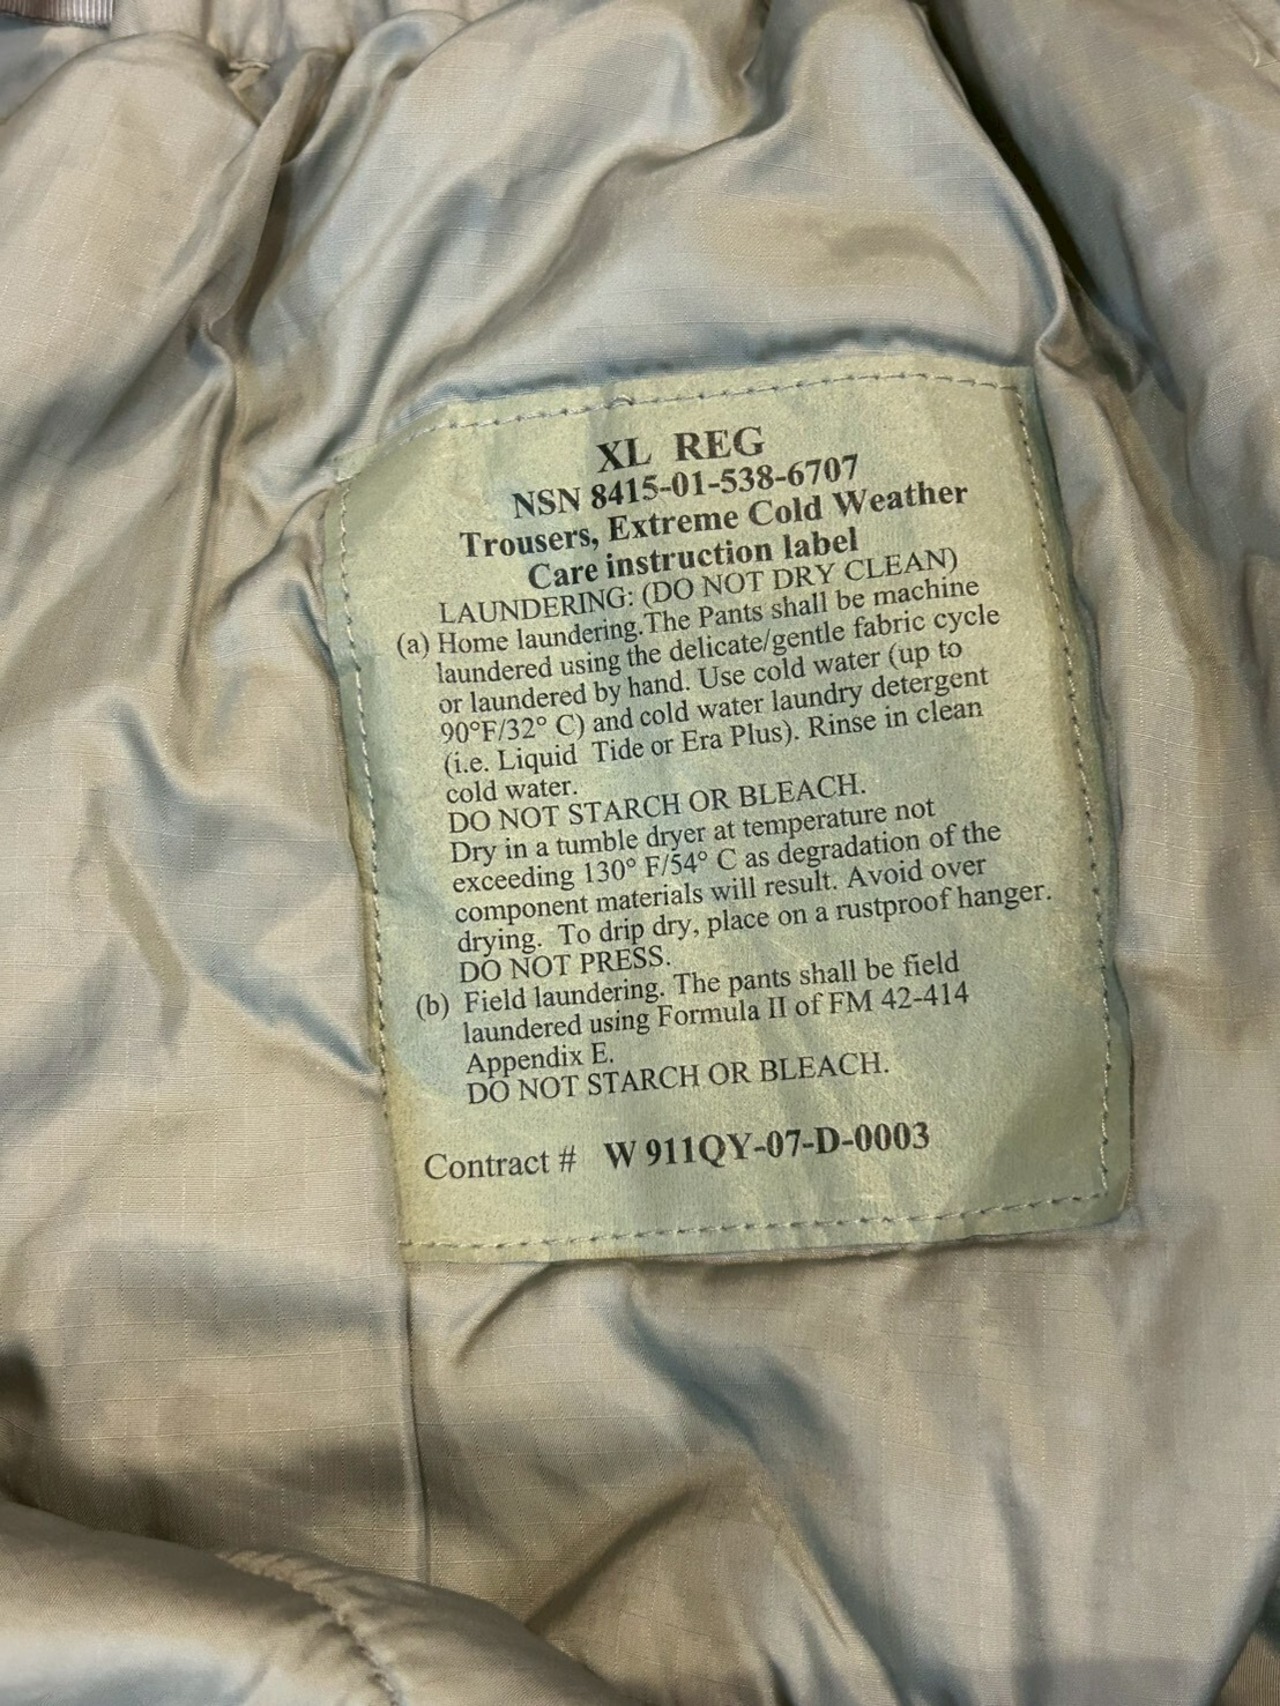 XL REG
NSN 8415-01-538-6707
Trousers, Extreme Cold Weather
Care instruction label
LAUNDERING: (DO NOT DRY CLEAN)
(a) Home laundering.The Pants shall be machine
laundered using the delicate/gentle fabric cycle
or laundered by hand. Use cold water (up to
90°F/32° C) and cold water laundry detergent
(i.e. Liquid Tide or Era Plus). Rinse in clean
cold water.
DO NOT STARCH OR BLEACH.
Dry in a tumble dryer at temperature not
exceeding 130° F/54° C as degradation of the
component materials will result. Avoid over
drying. To drip dry, place on a rustproof hanger.
DO NOT PRESS.
(b) Field laundering. The pants shall be field
laundered using Formula II of FM 42-414
Appendix E.
DO NOT STARCH OR BLEACH.
Contract # W 911QY-07-D-0003